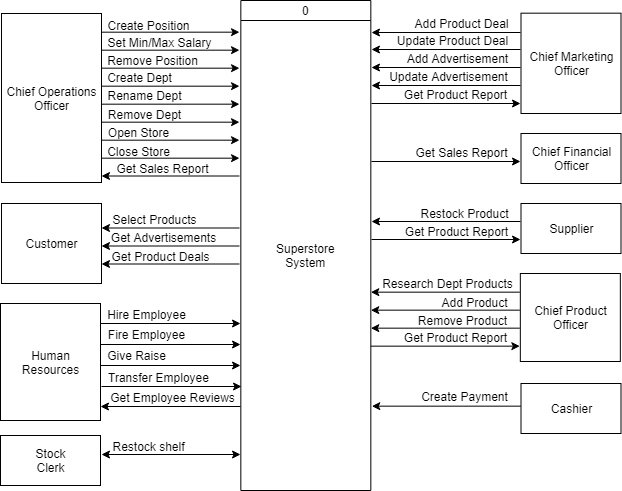 0
Superstore
System
Chief Operations
Officer
Create Position
Set Min/Max Salary
Remove Position
Create Dept
Rename Dept
Remove Dept
Open Store
Close Store
Get Sales Report
Customer
Select Products
Get Advertisements
Get Product Deals
Human
Resources
Hire Employee
Fire Employee
Give Raise
Transfer Employee
Get Employee Reviews
Stock
Clerk
Restock shelf
Add Product Deal
Update Product Deal
Add Advertisement
Update Advertisement
Get Product Report
Chief Marketing
Officer
Get Sales Report
Chief Financial
Officer
Restock Product
Get Product Report
Supplier
Research Dept Products
Add Product
Remove Product
Get Product Report
Chief Product
Officer
Create Payment
Cashier